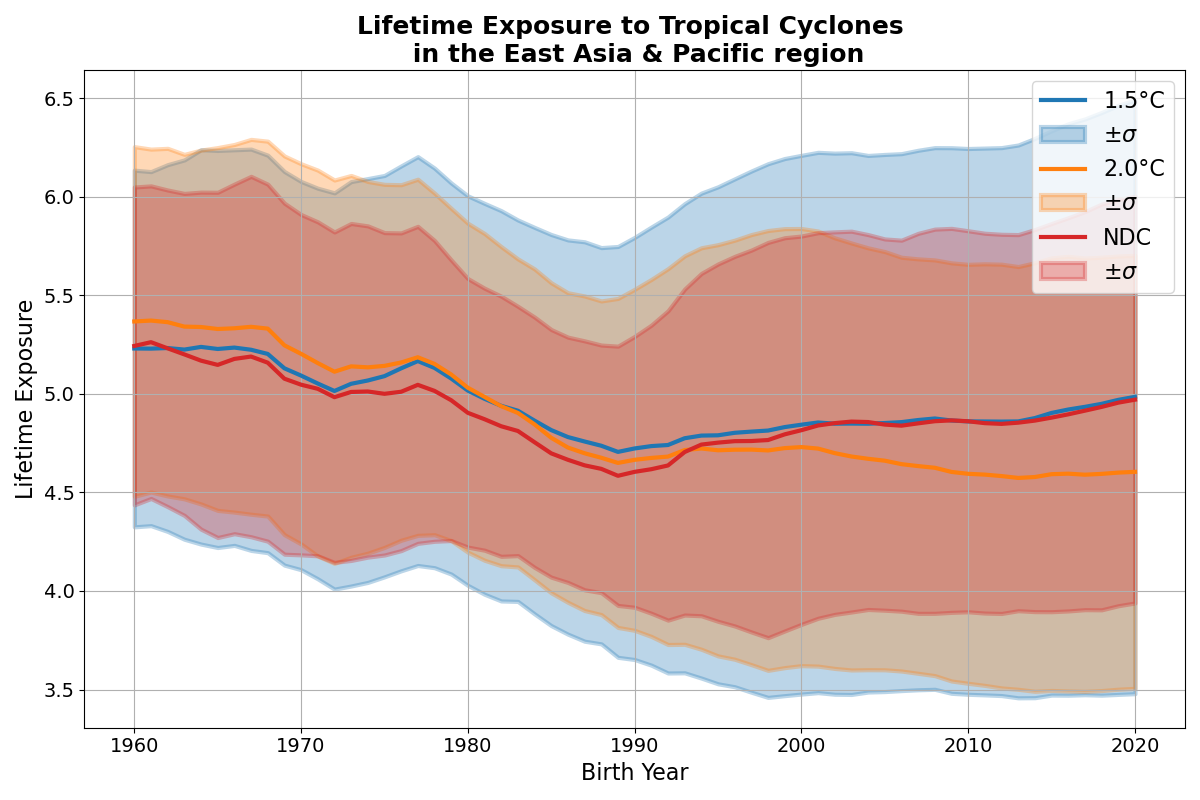 Lifetime Exposure to Tropical Cyclones
in the East Asia & Pacific region
Lifetime Exposure
6.5
6.0
5.5
5.0
4.5
4.0
3.5
1.5°C
±σ
2.0°C
±σ
NDC
±σ
1960 1970 1980 1990 2000 2010 2020
Birth Year